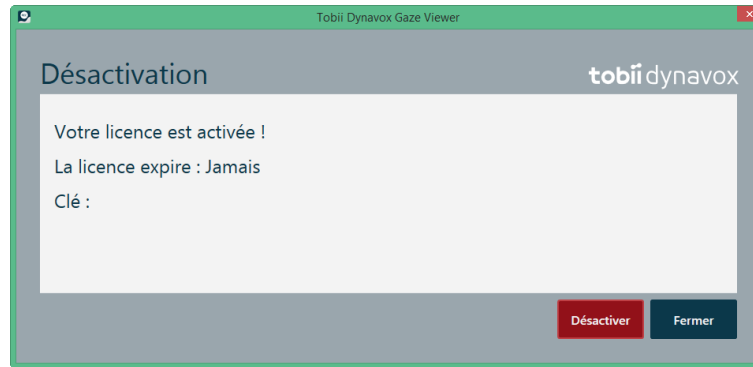 Tobii Dynavox Gaze Viewer
Désactivation
tobii dynavox
Votre licence est activée !
La licence expire : Jamais
Clé :
Désactiver
Fermer